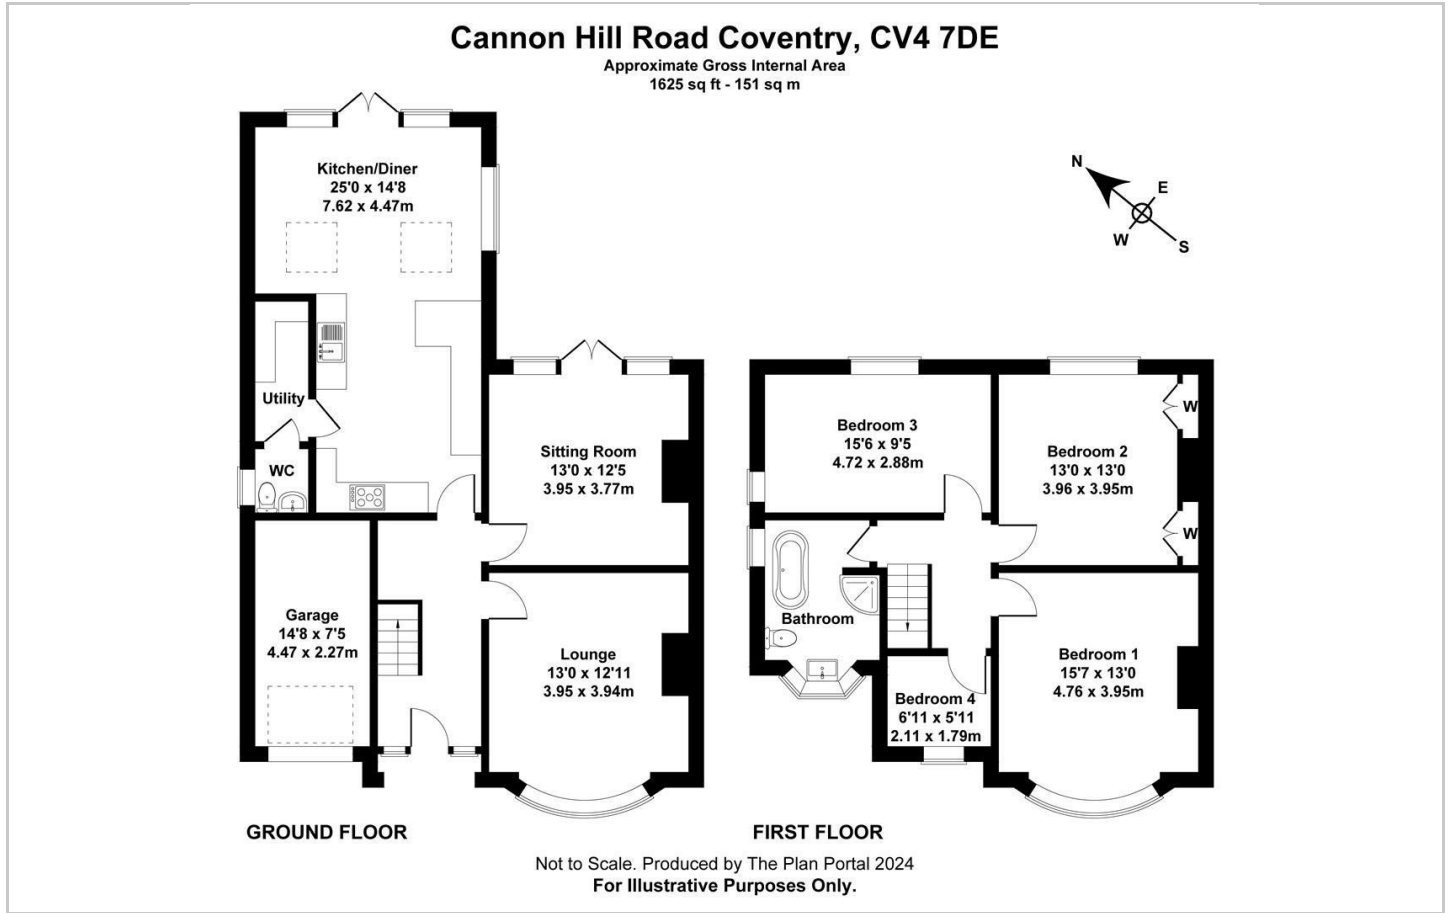 Cannon Hill Road Coventry, CV4 7DE
Approximate Gross Internal Area
1625 sq ft - 151 sq m
N
E
W
S
Kitchen/Diner
25'0 x 14'8
7.62 x 4.47m
Utility
WC
Sitting Room
13'0 x 12'5
3.95 x 3.77m
Garage
14'8 x 7'5
4.47 x 2.27m
Lounge
13'0 x 12'11
3.95 x 3.94m
GROUND FLOOR
Bedroom 3
15'6 x 9'5
4.72 x 2.88m
Bedroom 2
13'0 x 13'0
3.96 x 3.95m
W
W
Bathroom
Bedroom 1
15'7 x 13'0
4.76 x 3.95m
Bedroom 4
6'11 x 5'11
2.11 x 1.79m
FIRST FLOOR
Not to Scale. Produced by The Plan Portal 2024
For Illustrative Purposes Only.